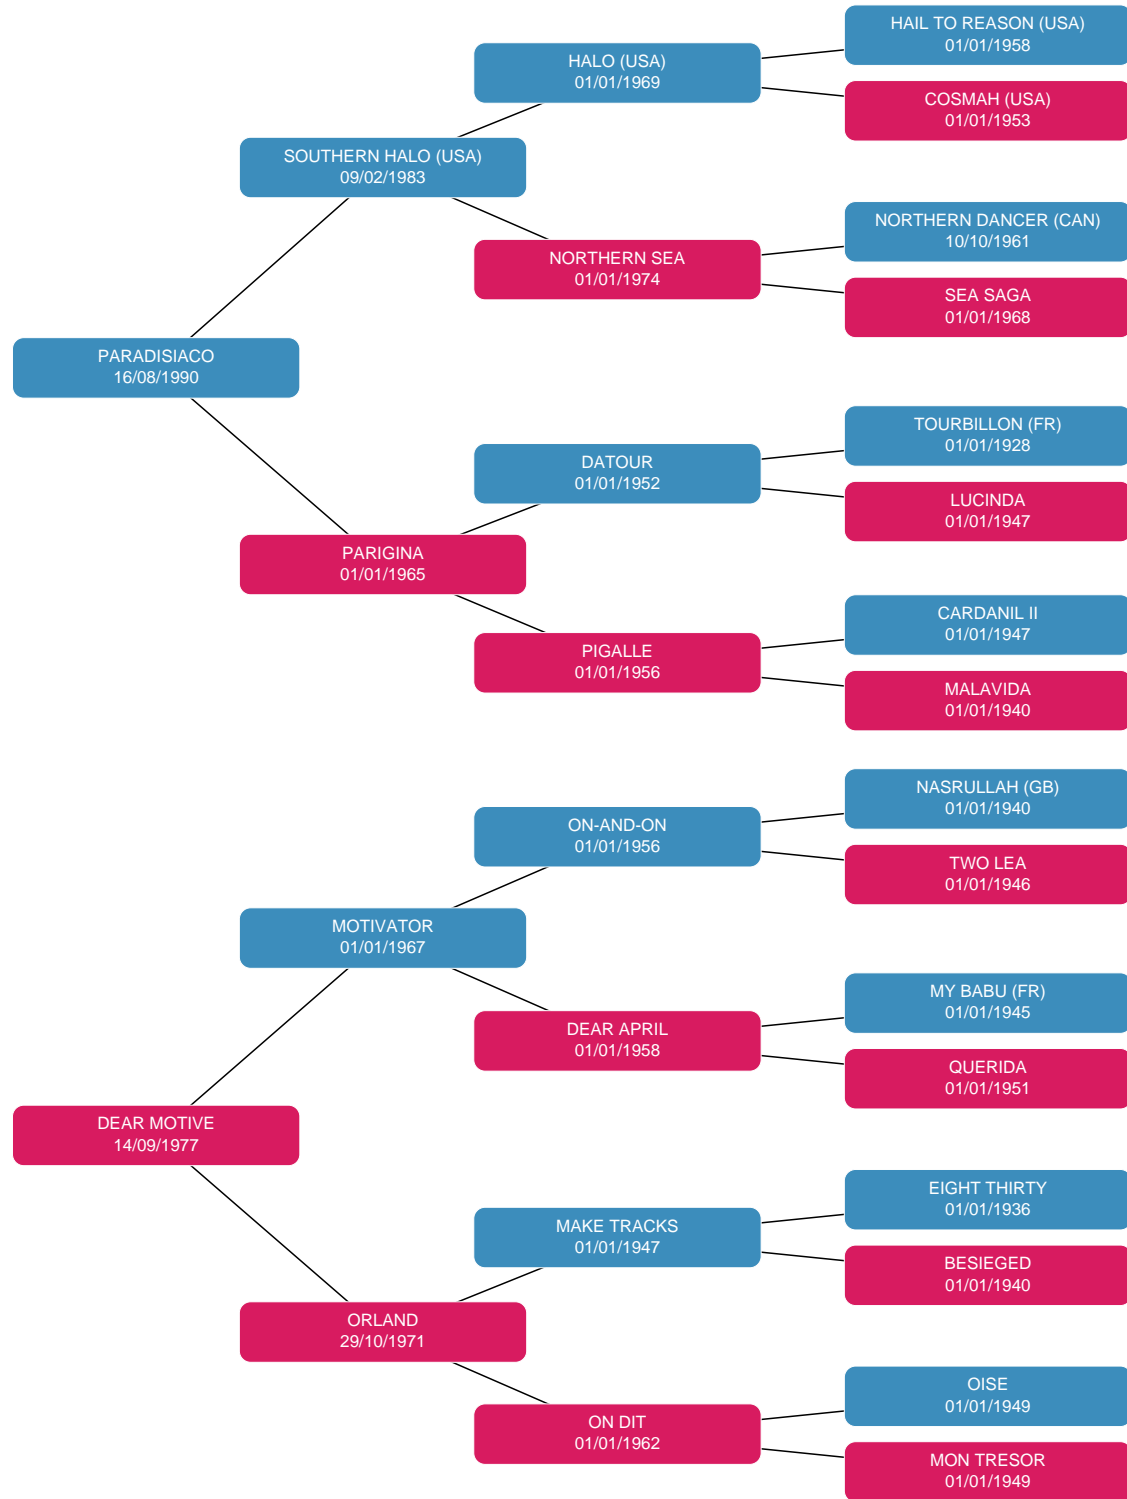 HAIL TO REASON (USA)
01/01/1958
HALO (USA)
01/01/1969
COSMAH (USA)
01/01/1953
SOUTHERN HALO (USA)
09/02/1983
NORTHERN DANCER (CAN)
10/10/1961
NORTHERN SEA
01/01/1974
SEA SAGA
01/01/1968
PARADISIACO
16/08/1990
TOURBILLON (FR)
01/01/1928
DATOUR
01/01/1952
LUCINDA
01/01/1947
PARIGINA
01/01/1965
CARDANIL II
01/01/1947
PIGALLE
01/01/1956
MALAVIDA
01/01/1940
NASRULLAH (GB)
01/01/1940
ON-AND-ON
01/01/1956
TWO LEA
01/01/1946
MOTIVATOR
01/01/1967
MY BABU (FR)
01/01/1945
DEAR APRIL
01/01/1958
QUERIDA
01/01/1951
DEAR MOTIVE
14/09/1977
EIGHT THIRTY
01/01/1936
MAKE TRACKS
01/01/1947
BESIEGED
01/01/1940
ORLAND
29/10/1971
OISE
01/01/1949
ON DIT
01/01/1962
MON TRESOR
01/01/1949